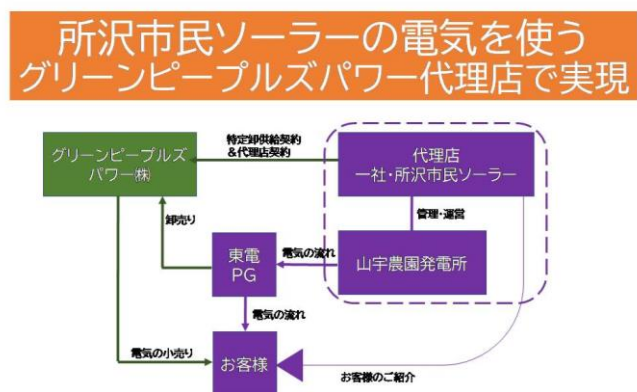 所沢市民ソーラーの電気を使う
グリーンピープルズパワー代理店で実現
特定卸供給契約
&代理店契約
グリーンピープルズ
パワー㈱
代理店
一社・所沢市民ソーラー
管理・運営
卸売り
東電
PG
電気の流れ
山宇農園発電所
電気の流れ
電気の小売り
お客様
お客様のご紹介